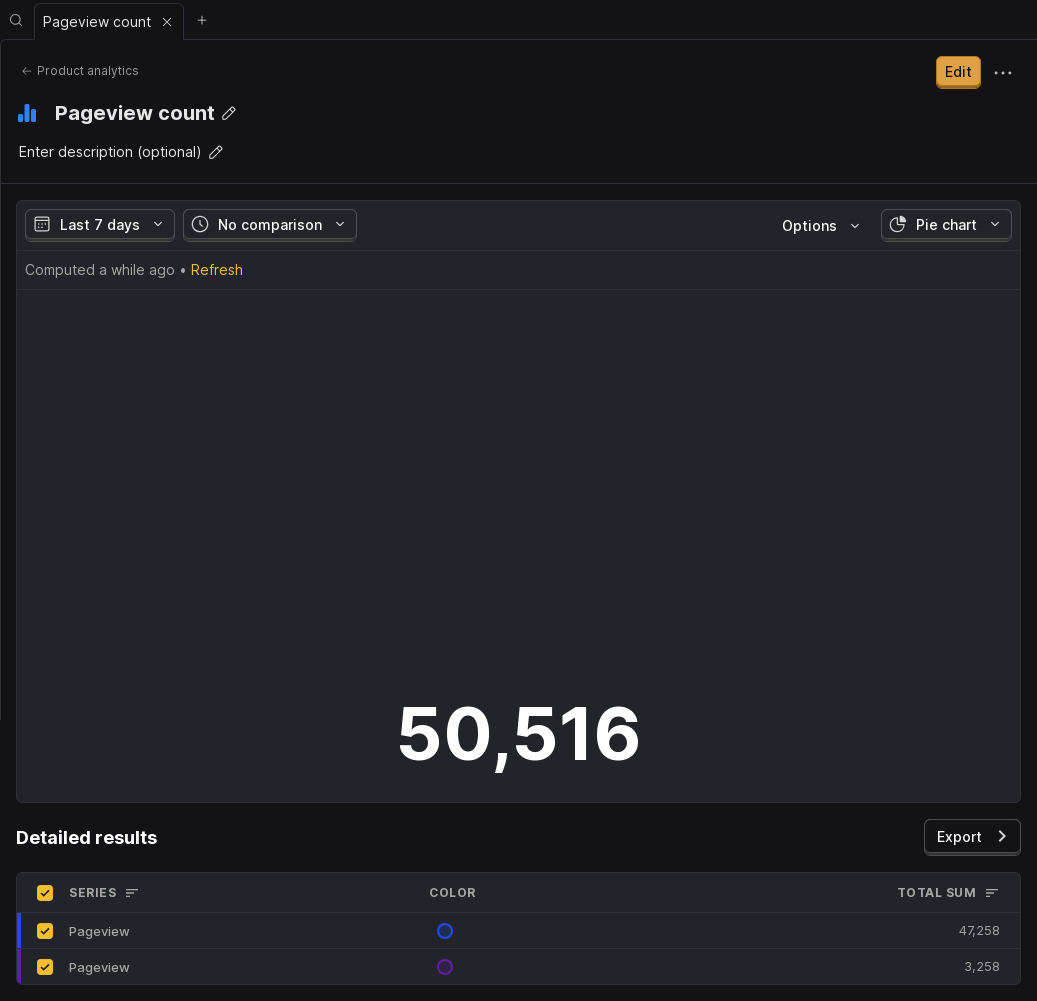 Pageview count
Product analytics
Edit
Pageview count
Enter description (optional)
Last 7 days
No comparison
Options
Pie chart
Computed a while ago • Refresh
50,516
Detailed results
Export
SERIES COLOR TOTAL SUM
Pageview 47,258
Pageview 3,258